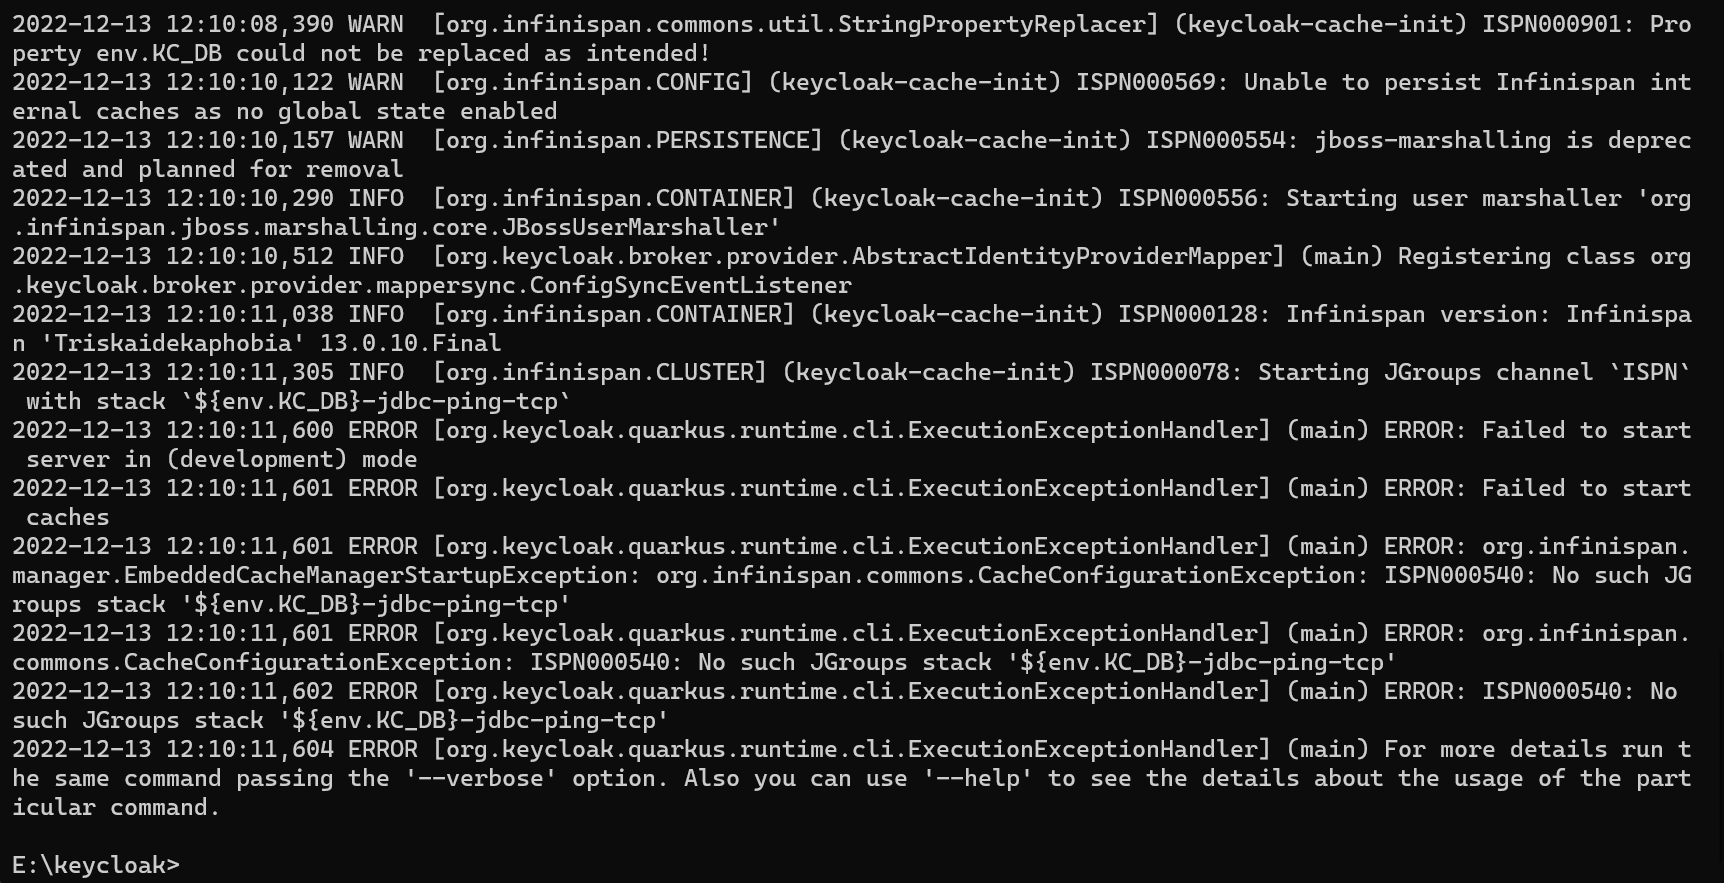 2022-12-13 12:10:08,390 WARN  [org.infinispan.commons.util.StringPropertyReplacer] (keycloak-cache-init) ISPN000901: Pro
perty env.KC_DB could not be replaced as intended!
2022-12-13 12:10:10,122 WARN  [org.infinispan.CONFIG] (keycloak-cache-init) ISPN000569: Unable to persist Infinispan int
ernal caches as no global state enabled
2022-12-13 12:10:10,157 WARN  [org.infinispan.PERSISTENCE] (keycloak-cache-init) ISPN000554: jboss-marshalling is deprec
ated and planned for removal
2022-12-13 12:10:10,290 INFO  [org.infinispan.CONTAINER] (keycloak-cache-init) ISPN000556: Starting user marshaller 'org
.infinispan.jboss.marshalling.core.JBossUserMarshaller'
2022-12-13 12:10:10,512 INFO  [org.keycloak.broker.provider.AbstractIdentityProviderMapper] (main) Registering class org
.keycloak.broker.provider.mappersync.ConfigSyncEventListener
2022-12-13 12:10:11,038 INFO  [org.infinispan.CONTAINER] (keycloak-cache-init) ISPN000128: Infinispan version: Infinispa
n 'Triskaidekaphobia' 13.0.10.Final
2022-12-13 12:10:11,305 INFO  [org.infinispan.CLUSTER] (keycloak-cache-init) ISPN000078: Starting JGroups channel `ISPN`
 with stack `${env.KC_DB}-jdbc-ping-tcp`
2022-12-13 12:10:11,600 ERROR [org.keycloak.quarkus.runtime.cli.ExecutionExceptionHandler] (main) ERROR: Failed to start
 server in (development) mode
2022-12-13 12:10:11,601 ERROR [org.keycloak.quarkus.runtime.cli.ExecutionExceptionHandler] (main) ERROR: Failed to start
 caches
2022-12-13 12:10:11,601 ERROR [org.keycloak.quarkus.runtime.cli.ExecutionExceptionHandler] (main) ERROR: org.infinispan.
manager.EmbeddedCacheManagerStartupException: org.infinispan.commons.CacheConfigurationException: ISPN000540: No such JG
roups stack '${env.KC_DB}-jdbc-ping-tcp'
2022-12-13 12:10:11,601 ERROR [org.keycloak.quarkus.runtime.cli.ExecutionExceptionHandler] (main) ERROR: org.infinispan.
commons.CacheConfigurationException: ISPN000540: No such JGroups stack '${env.KC_DB}-jdbc-ping-tcp'
2022-12-13 12:10:11,602 ERROR [org.keycloak.quarkus.runtime.cli.ExecutionExceptionHandler] (main) ERROR: ISPN000540: No
such JGroups stack '${env.KC_DB}-jdbc-ping-tcp'
2022-12-13 12:10:11,604 ERROR [org.keycloak.quarkus.runtime.cli.ExecutionExceptionHandler] (main) For more details run t
he same command passing the '--verbose' option. Also you can use '--help' to see the details about the usage of the part
icular command.
E:\keycloak>